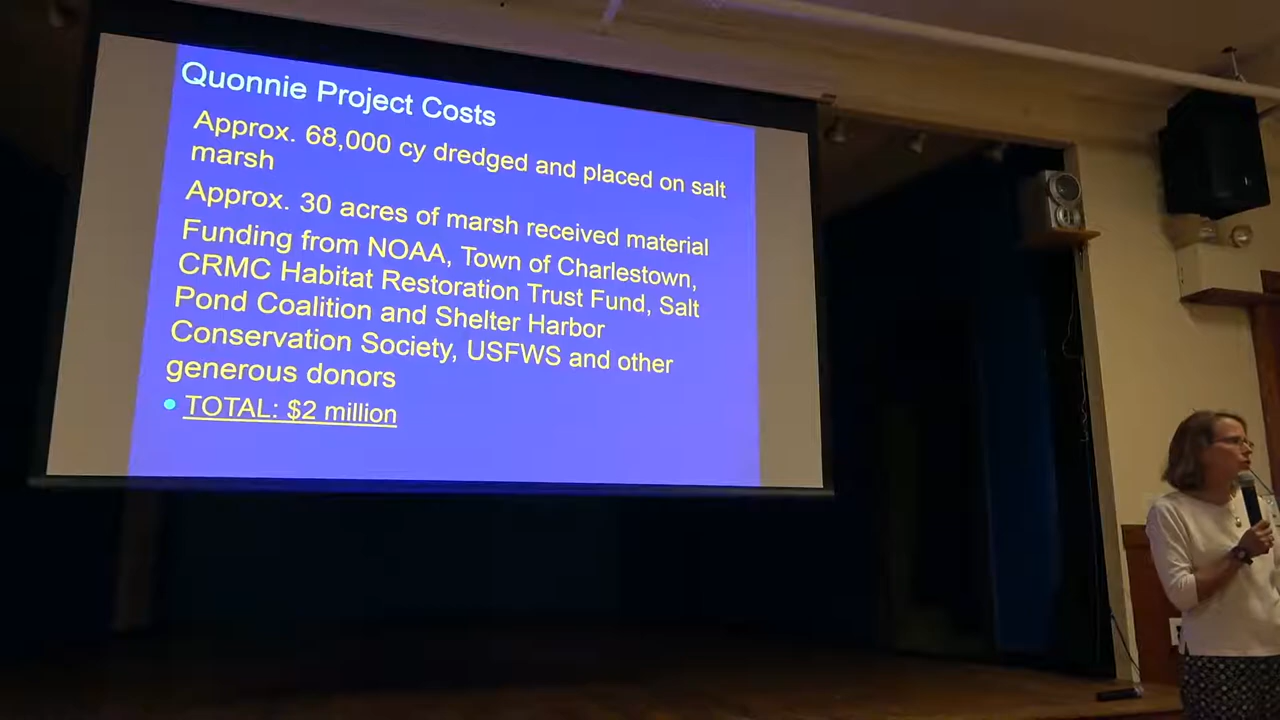 Quonnie Project Costs
Approx. 68,000 cy dredged and placed on salt
marsh
Approx. 30 acres of marsh received material
Funding from NOAA, Town of Charlestown,
CRMC Habitat Restoration Trust Fund, Salt
Pond Coalition and Shelter Harbor
Conservation Society, USFWS and other
generous donors
TOTAL: $2 million